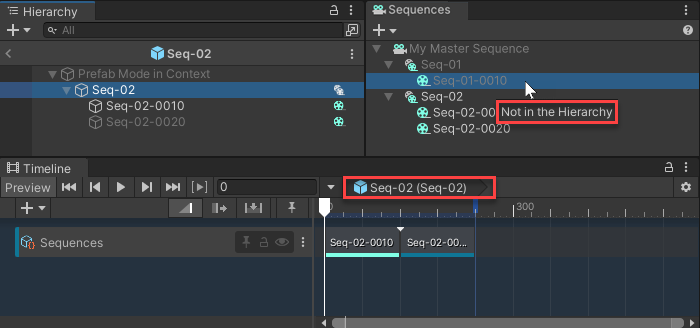 Hierarchy
All
Seq-02
Prefab Mode in Context
Seq-02
Seq-02-0010
Seq-02-0020
Sequences
My Master Sequence
Seq-01
Seq-01-0010
Seq-02
Seq-02-00
Not in the Hierarchy
Seq-02-0020
Timeline
Preview
0
Seq-02 (Seq-02)
300
Sequences
Seq-02-0010
Seq-02-00...